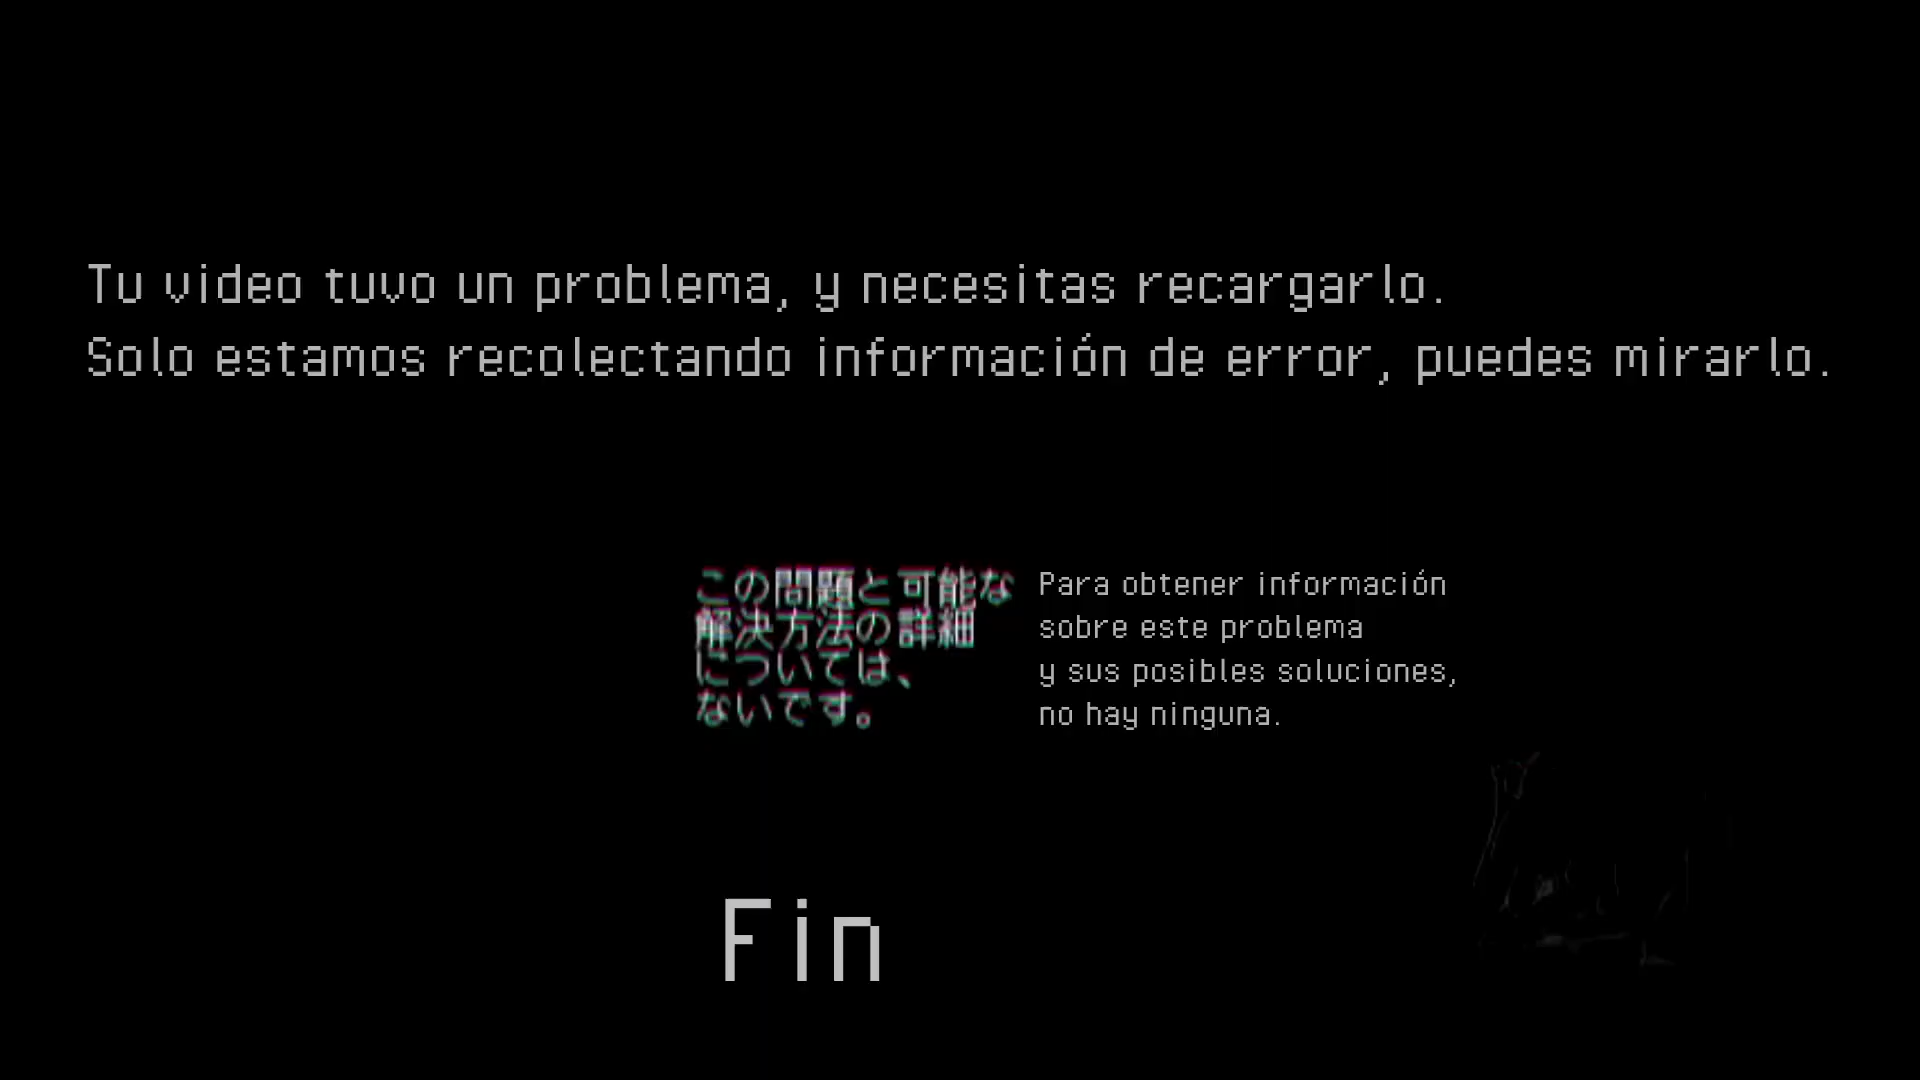 Tu video tuvo un problema, y necesitas recargarlo.
Solo estamos recolectando información de error, puedes mirarlo.
この問題と可能な
解決方法の詳細
については、
ないです。
Para obtener información
sobre este problema
y sus posibles soluciones,
no hay ninguna.
Fin